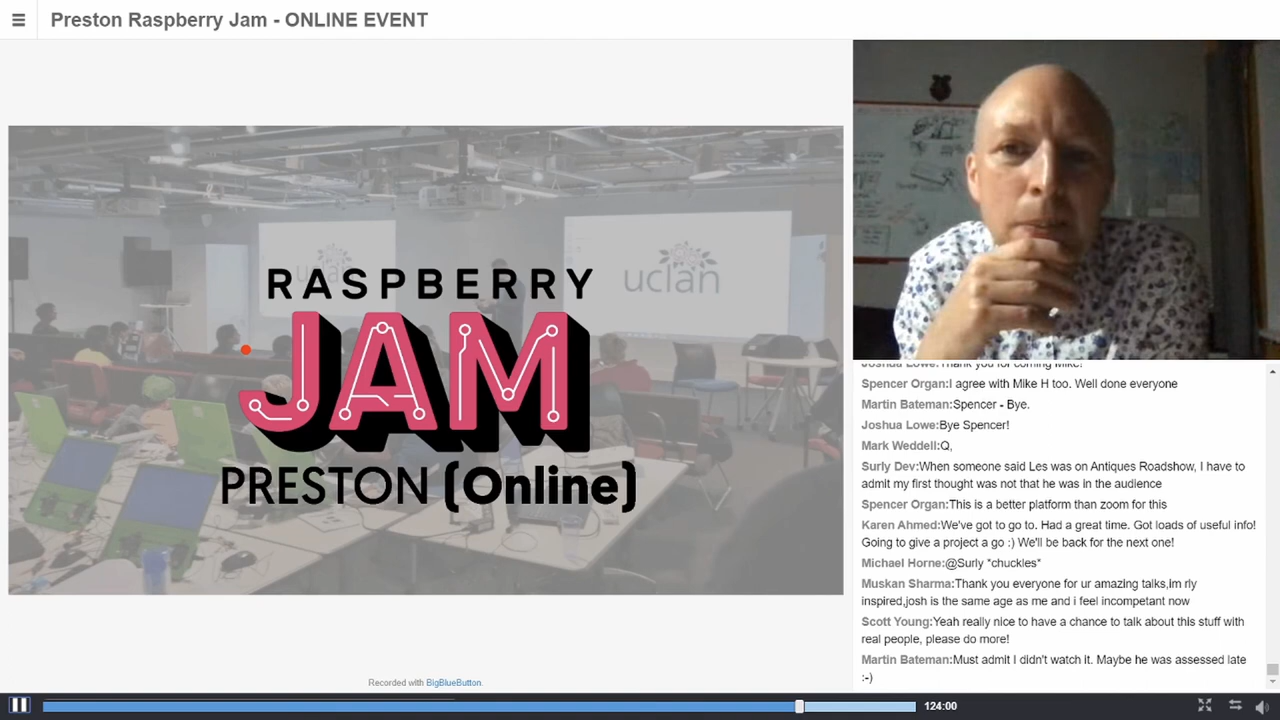 Preston Raspberry Jam - ONLINE EVENT
uclan
uclan
RASPBERRY
JAM
PRESTON (Online)
Joshua Lowe:Thank you for coming Mike!
Spencer Organ:I agree with Mike H too. Well done everyone
Martin Bateman:Spencer - Bye.
Joshua Lowe:Bye Spencer!
Mark Weddell:Q,
Surly Dev:When someone said Les was on Antiques Roadshow, I have to
admit my first thought was not that he was in the audience
Spencer Organ:This is a better platform than zoom for this
Karen Ahmed:We've got to go to. Had a great time. Got loads of useful info!
Going to give a project a go :) We'll be back for the next one!
Michael Horne:@Surly *chuckles*
Muskan Sharma:Thank you everyone for ur amazing talks,im rly
inspired,josh is the same age as me and i feel incompetant now
Scott Young:Yeah really nice to have a chance to talk about this stuff with
real people, please do more!
Martin Bateman:Must admit I didn't watch it. Maybe he was assessed late
:-)
Recorded with BigBlueButton.
124:00